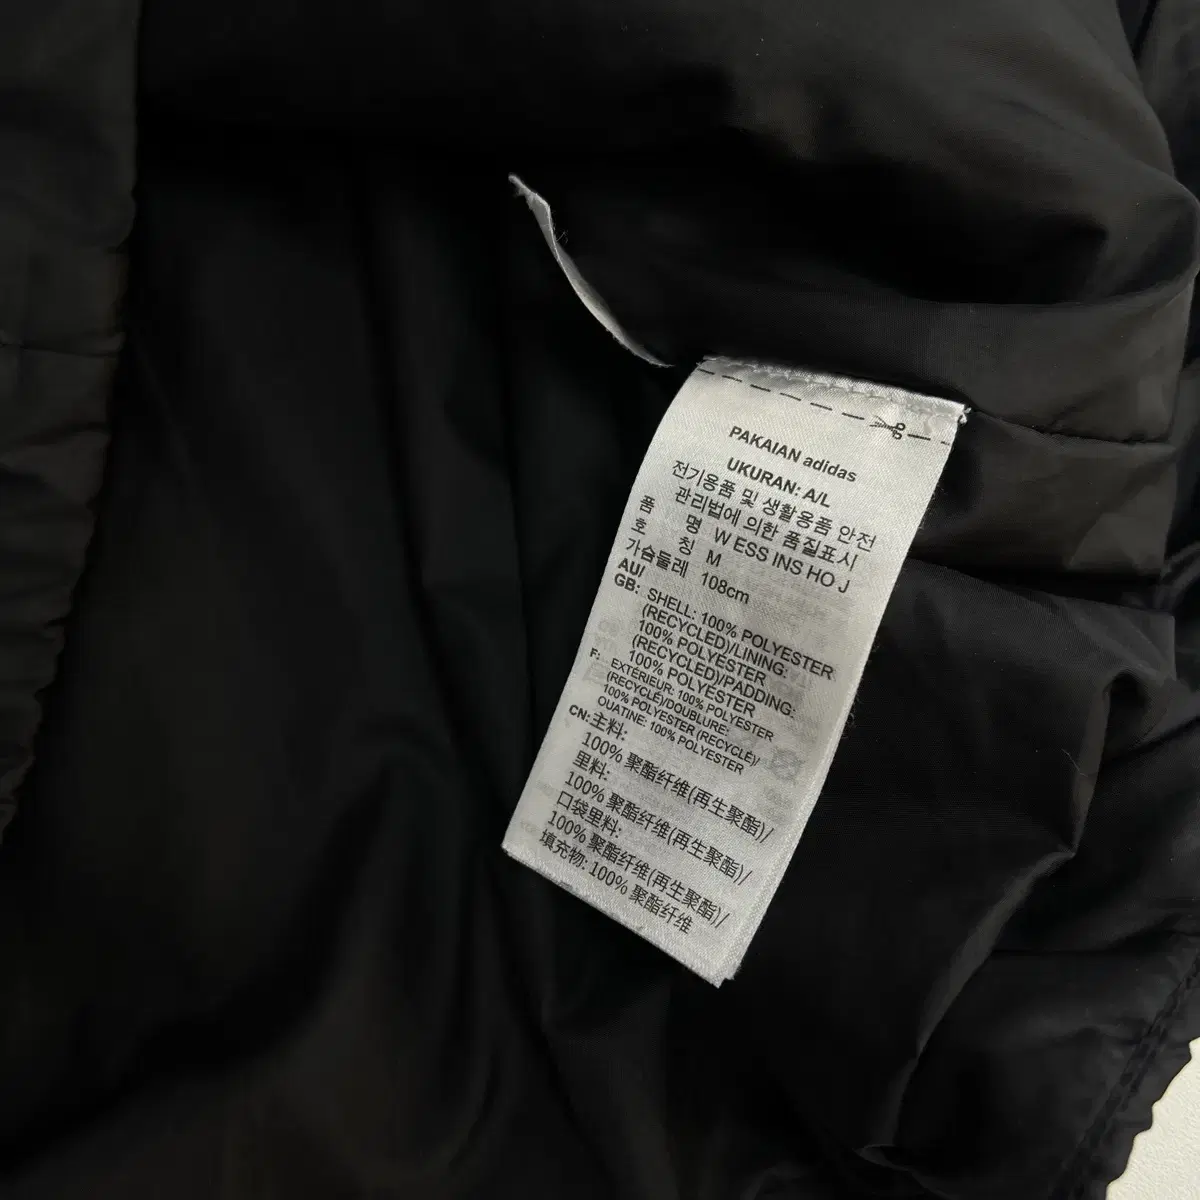 PAKAIAN adidas
UKURAN: A/L
전기용품 및 생활용품 안전
관리법에 의한 품질표시
품 명 W ESS INS HO J
호 칭 M
가슴둘레 108cm
AU/
GB: SHELL: 100% POLYESTER
(RECYCLED)/LINING:
100% POLYESTER
(RECYCLED)/PADDING:
100% POLYESTER
F: EXTÉRIEUR: 100% POLYESTER
(RECYCLÉ)/DOUBLURE:
100% POLYESTER (RECYCLÉ)/
OUATINE: 100% POLYESTER
CN: 主料:
100% 聚酯纤维(再生聚酯)/
里料:
100% 聚酯纤维(再生聚酯)/
口袋里料:
100% 聚酯纤维(再生聚酯)/
填充物: 100% 聚酯纤维